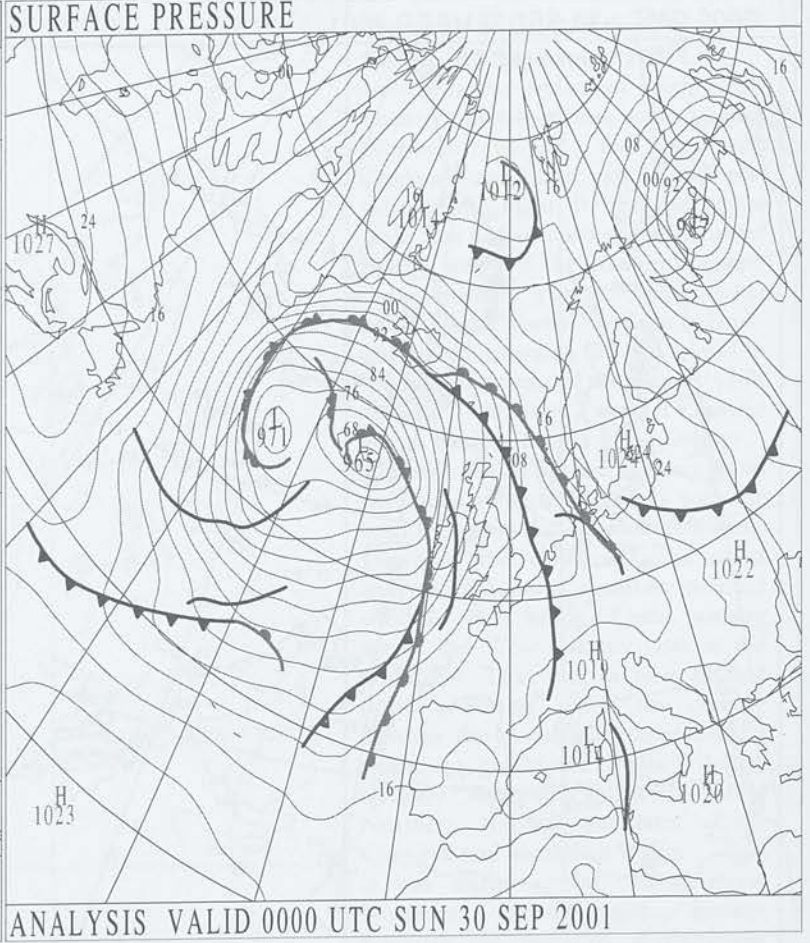 SURFACE PRESSURE
16
00
08
00 92
L
1012
16
16
1014
H
1027
24
16
00
92
84
76
68
L
971
965
16
08
H
1024
24
H
1022
H
1019
L
1014
H
1020
16
H
1023
ANALYSIS VALID 0000 UTC SUN 30 SEP 2001